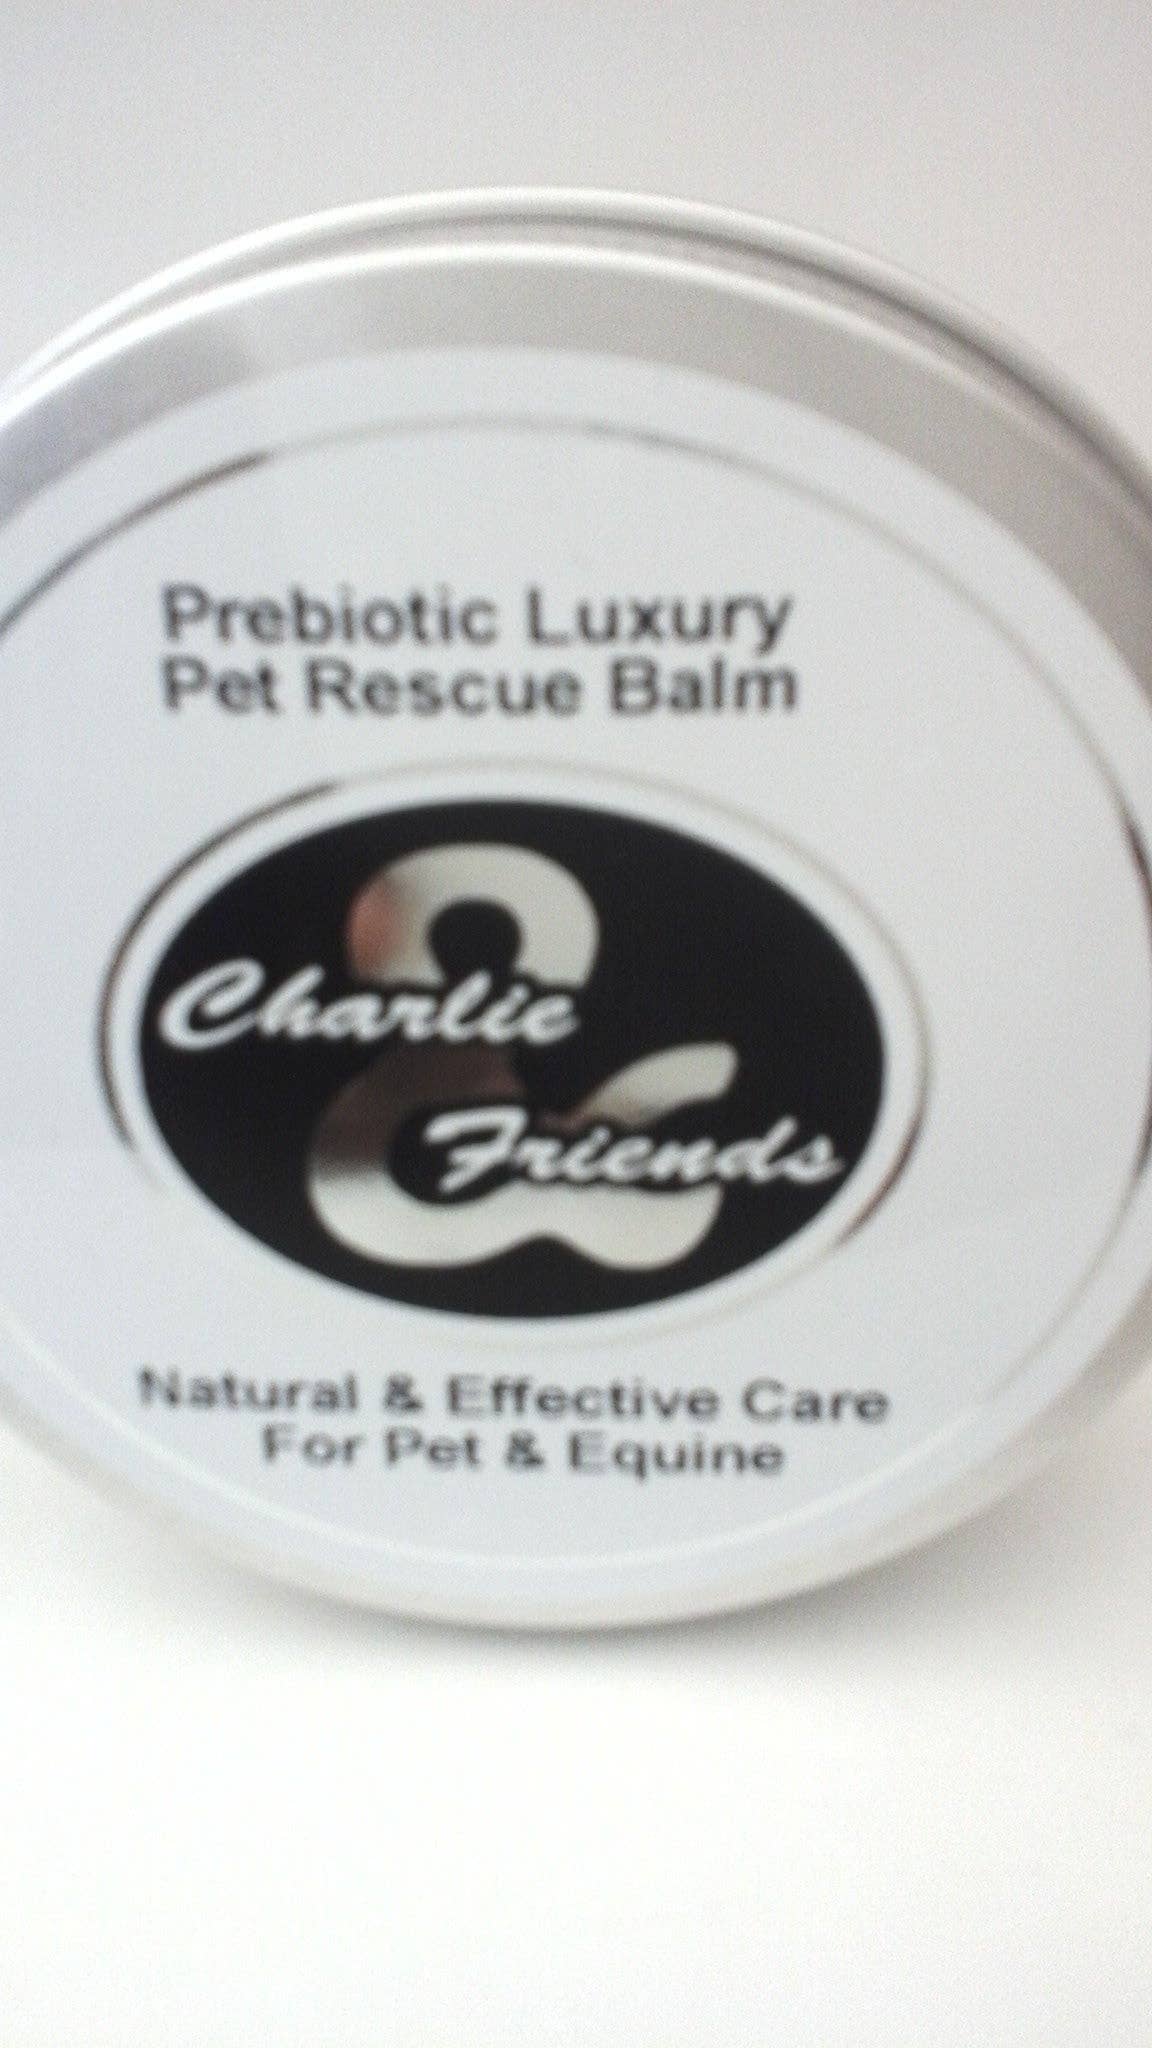 Prebiotic Luxury
Pet Rescue Balm
Charlie
&
Friends
Natural & Effective Care
For Pet & Equine